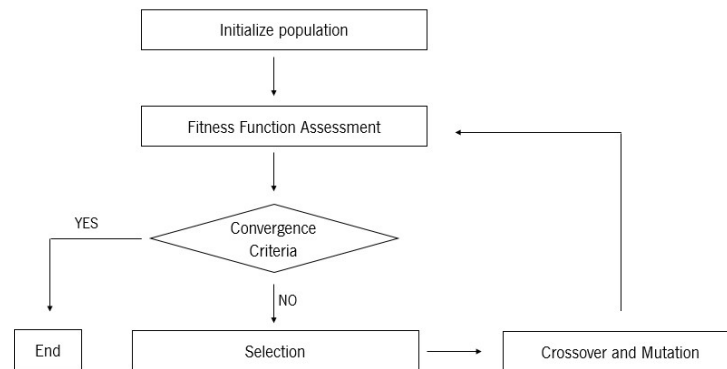 Initialize population
Fitness Function Assessment
YES
Convergence
Criteria
NO
End
Selection
Crossover and Mutation